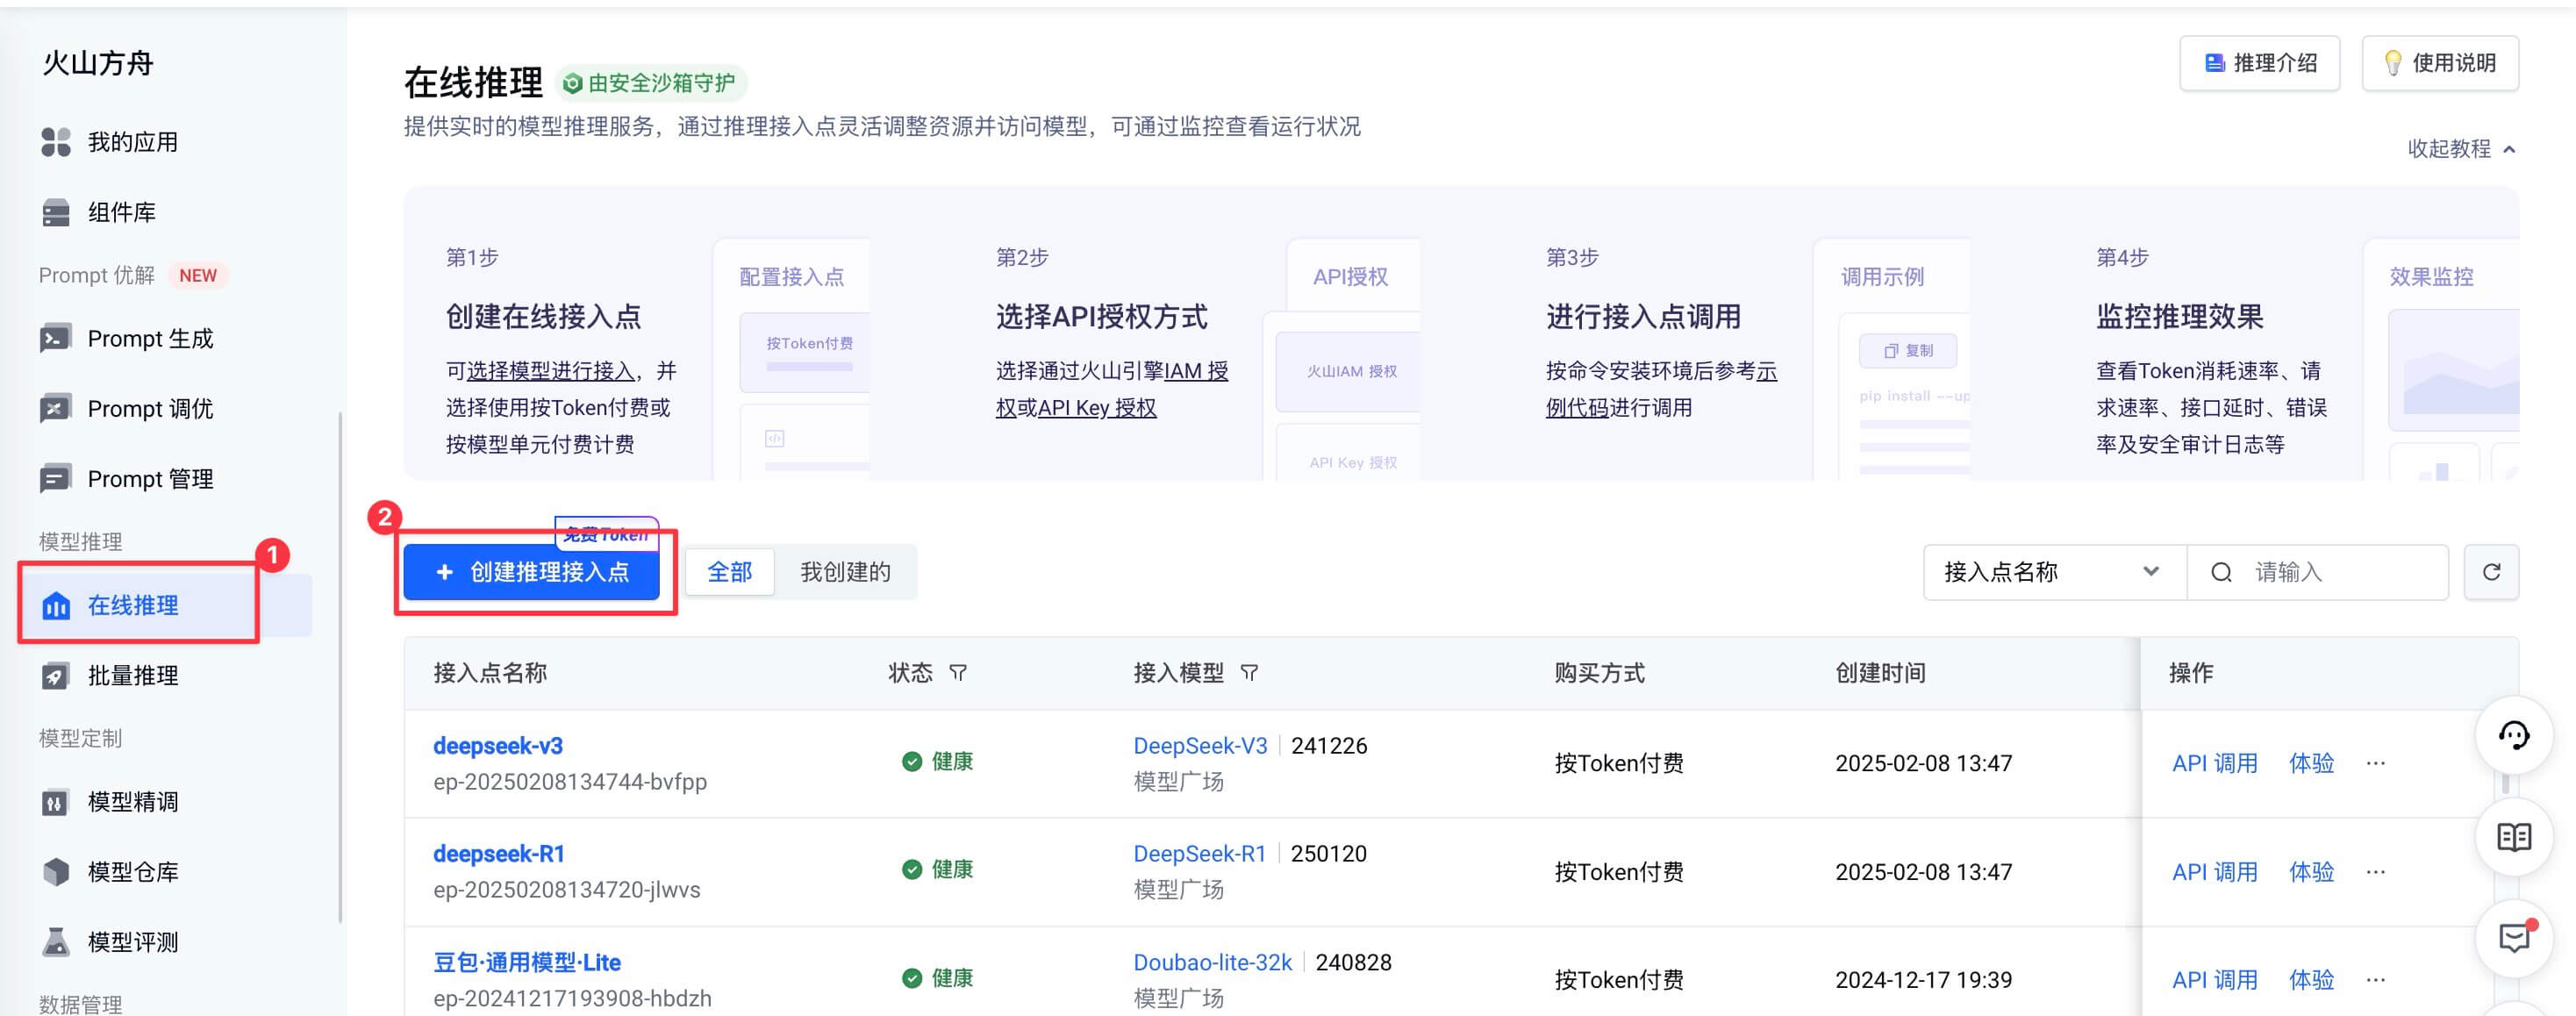 火山方舟
我的应用
组件库
Prompt 优解 NEW
Prompt 生成
Prompt 调优
Prompt 管理
模型推理
1
在线推理
批量推理
模型定制
模型精调
模型仓库
模型评测
数据管理
在线推理 由安全沙箱守护
推理介绍 使用说明
提供实时的模型推理服务，通过推理接入点灵活调整资源并访问模型，可通过监控查看运行状况
收起教程
第1步
创建在线接入点
可选择模型进行接入，并
选择使用按Token付费或
按模型单元付费计费
配置接入点
按Token付费
第2步
选择API授权方式
选择通过火山引擎IAM 授
权或API Key 授权
API授权
火山IAM 授权
API Key 授权
第3步
进行接入点调用
按命令安装环境后参考示
例代码进行调用
调用示例
复制
pip install --up
第4步
监控推理效果
查看Token消耗速率、请
求速率、接口延时、错误
率及安全审计日志等
效果监控
2
免费Token
+ 创建推理接入点 全部 我创建的 接入点名称 请输入
接入点名称 状态 接入模型 购买方式 创建时间 操作
deepseek-v3 健康 DeepSeek-V3 241226 按Token付费 2025-02-08 13:47 API 调用 体验 ···
ep-20250208134744-bvfpp 模型广场
deepseek-R1 健康 DeepSeek-R1 250120 按Token付费 2025-02-08 13:47 API 调用 体验 ···
ep-20250208134720-jlwvs 模型广场
豆包·通用模型·Lite 健康 Doubao-lite-32k 240828 按Token付费 2024-12-17 19:39 API 调用 体验 ···
ep-20241217193908-hbdzh 模型广场